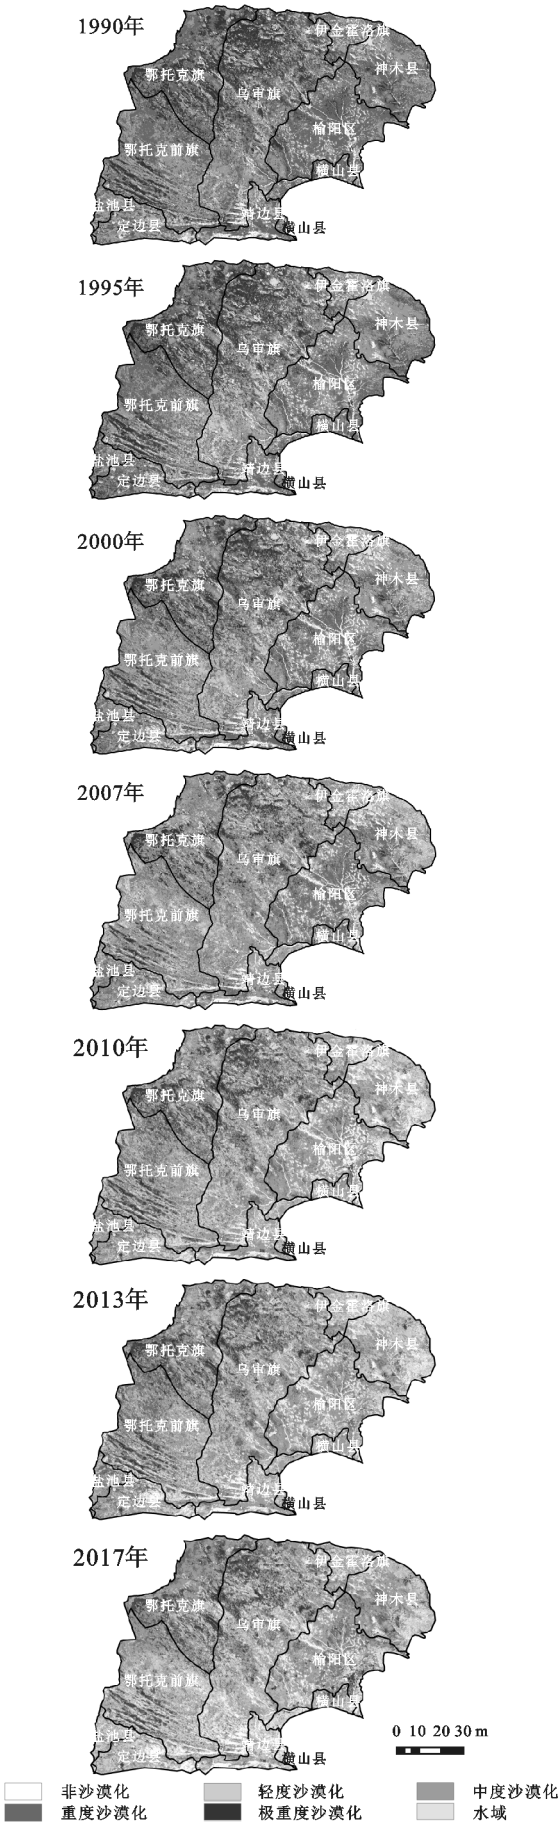 1990年
伊金霍洛旗
神木县
鄂托克旗
乌审旗
榆阳区
鄂托克前旗
横山县
盐池县
靖边县
定边县
横山县
1995年
伊金霍洛旗
神木县
鄂托克旗
乌审旗
榆阳区
鄂托克前旗
横山县
盐池县
靖边县
定边县
横山县
2000年
伊金霍洛旗
神木县
鄂托克旗
乌审旗
榆阳区
鄂托克前旗
横山县
盐池县
靖边县
定边县
横山县
2007年
伊金霍洛旗
神木县
鄂托克旗
乌审旗
榆阳区
鄂托克前旗
横山县
盐池县
靖边县
定边县
横山县
2010年
伊金霍洛旗
神木县
鄂托克旗
乌审旗
榆阳区
鄂托克前旗
横山县
盐池县
靖边县
定边县
横山县
2013年
伊金霍洛旗
神木县
鄂托克旗
乌审旗
榆阳区
鄂托克前旗
横山县
盐池县
靖边县
定边县
横山县
2017年
伊金霍洛旗
神木县
鄂托克旗
乌审旗
榆阳区
鄂托克前旗
横山县
盐池县
靖边县
定边县
横山县
0 10 20 30 m
非沙漠化 轻度沙漠化 中度沙漠化
重度沙漠化 极重度沙漠化 水域